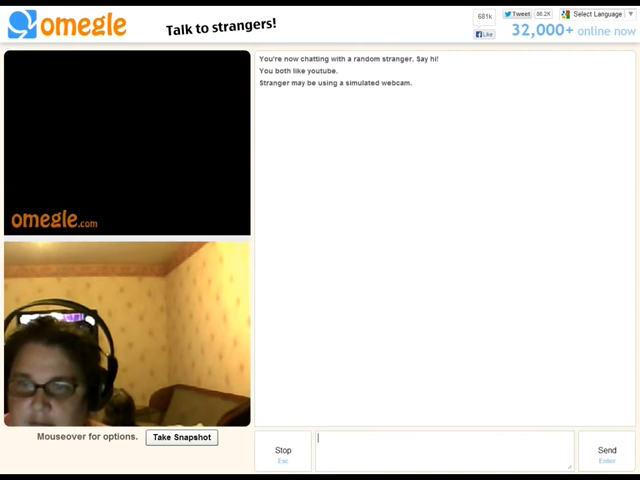 omegle
Talk to strangers!
681k
Like
Tweet
86.2K
Select Language
32,000+ online now
You're now chatting with a random stranger. Say hi!
You both like youtube.
Stranger may be using a simulated webcam.
omegle.com
Mouseover for options.
Take Snapshot
Stop
Esc
Send
Enter